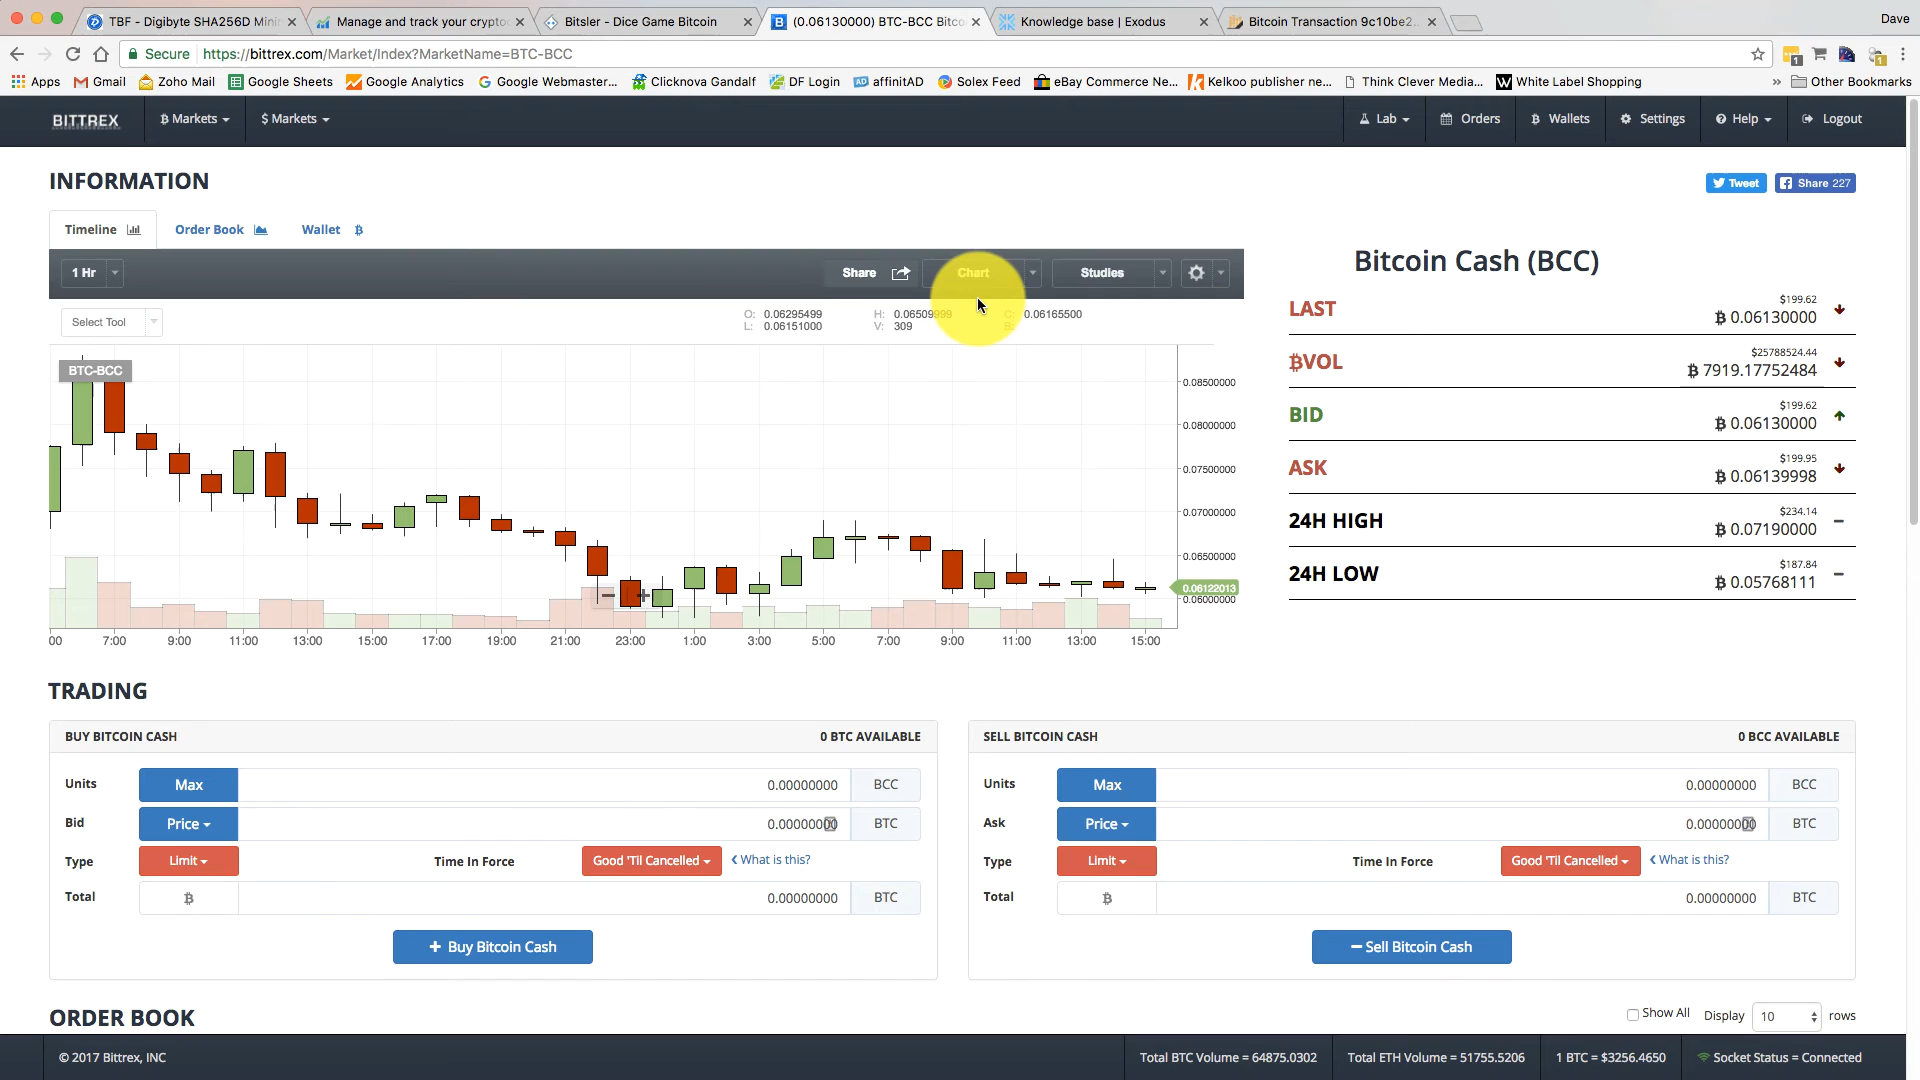 TBF - Digibyte SHA256D Mini
Manage and track your crypto
Bitsler - Dice Game Bitcoin
(0.06130000) BTC-BCC Bitco
Knowledge base | Exodus
Bitcoin Transaction 9c10be2...
Dave
Secure
https://bittrex.com/Market/Index?MarketName=BTC-BCC
Apps
Gmail
Zoho Mail
Google Sheets
Google Analytics
Google Webmaster...
Clicknova Gandalf
DF Login
affinitAD
Solex Feed
eBay Commerce Ne...
Kelkoo publisher ne...
Think Clever Media...
White Label Shopping
» Other Bookmarks
BITTREX
₿ Markets
$ Markets
Lab
Orders
Wallets
Settings
Help
Logout
INFORMATION
Tweet
Share 227
Timeline
Order Book
Wallet
1 Hr
Share
Chart
Studies
Select Tool
O: 0.06295499 H: 0.06509999 C: 0.06165500
L: 0.06151000 V: 309
BTC-BCC
0.08500000
0.08000000
0.07500000
0.07000000
0.06500000
0.06122013
0.06000000
00 7:00 9:00 11:00 13:00 15:00 17:00 19:00 21:00 23:00 1:00 3:00 5:00 7:00 9:00 11:00 13:00 15:00
Bitcoin Cash (BCC)
LAST
$199.62
₿ 0.06130000
₿VOL
$25788524.44
₿ 7919.17752484
BID
$199.62
₿ 0.06130000
ASK
$199.95
₿ 0.06139998
24H HIGH
$234.14
₿ 0.07190000
24H LOW
$187.84
₿ 0.05768111
TRADING
BUY BITCOIN CASH
0 BTC AVAILABLE
Units Max 0.00000000 BCC
Bid Price 0.00000000 BTC
Type Limit Time In Force Good 'Til Cancelled What is this?
Total ₿ 0.00000000 BTC
+ Buy Bitcoin Cash
SELL BITCOIN CASH
0 BCC AVAILABLE
Units Max 0.00000000 BCC
Ask Price 0.00000000 BTC
Type Limit Time In Force Good 'Til Cancelled What is this?
Total ₿ 0.00000000 BTC
− Sell Bitcoin Cash
ORDER BOOK
Show All Display 10 rows
© 2017 Bittrex, INC
Total BTC Volume = 64875.0302
Total ETH Volume = 51755.5206
1 BTC = $3256.4650
Socket Status = Connected